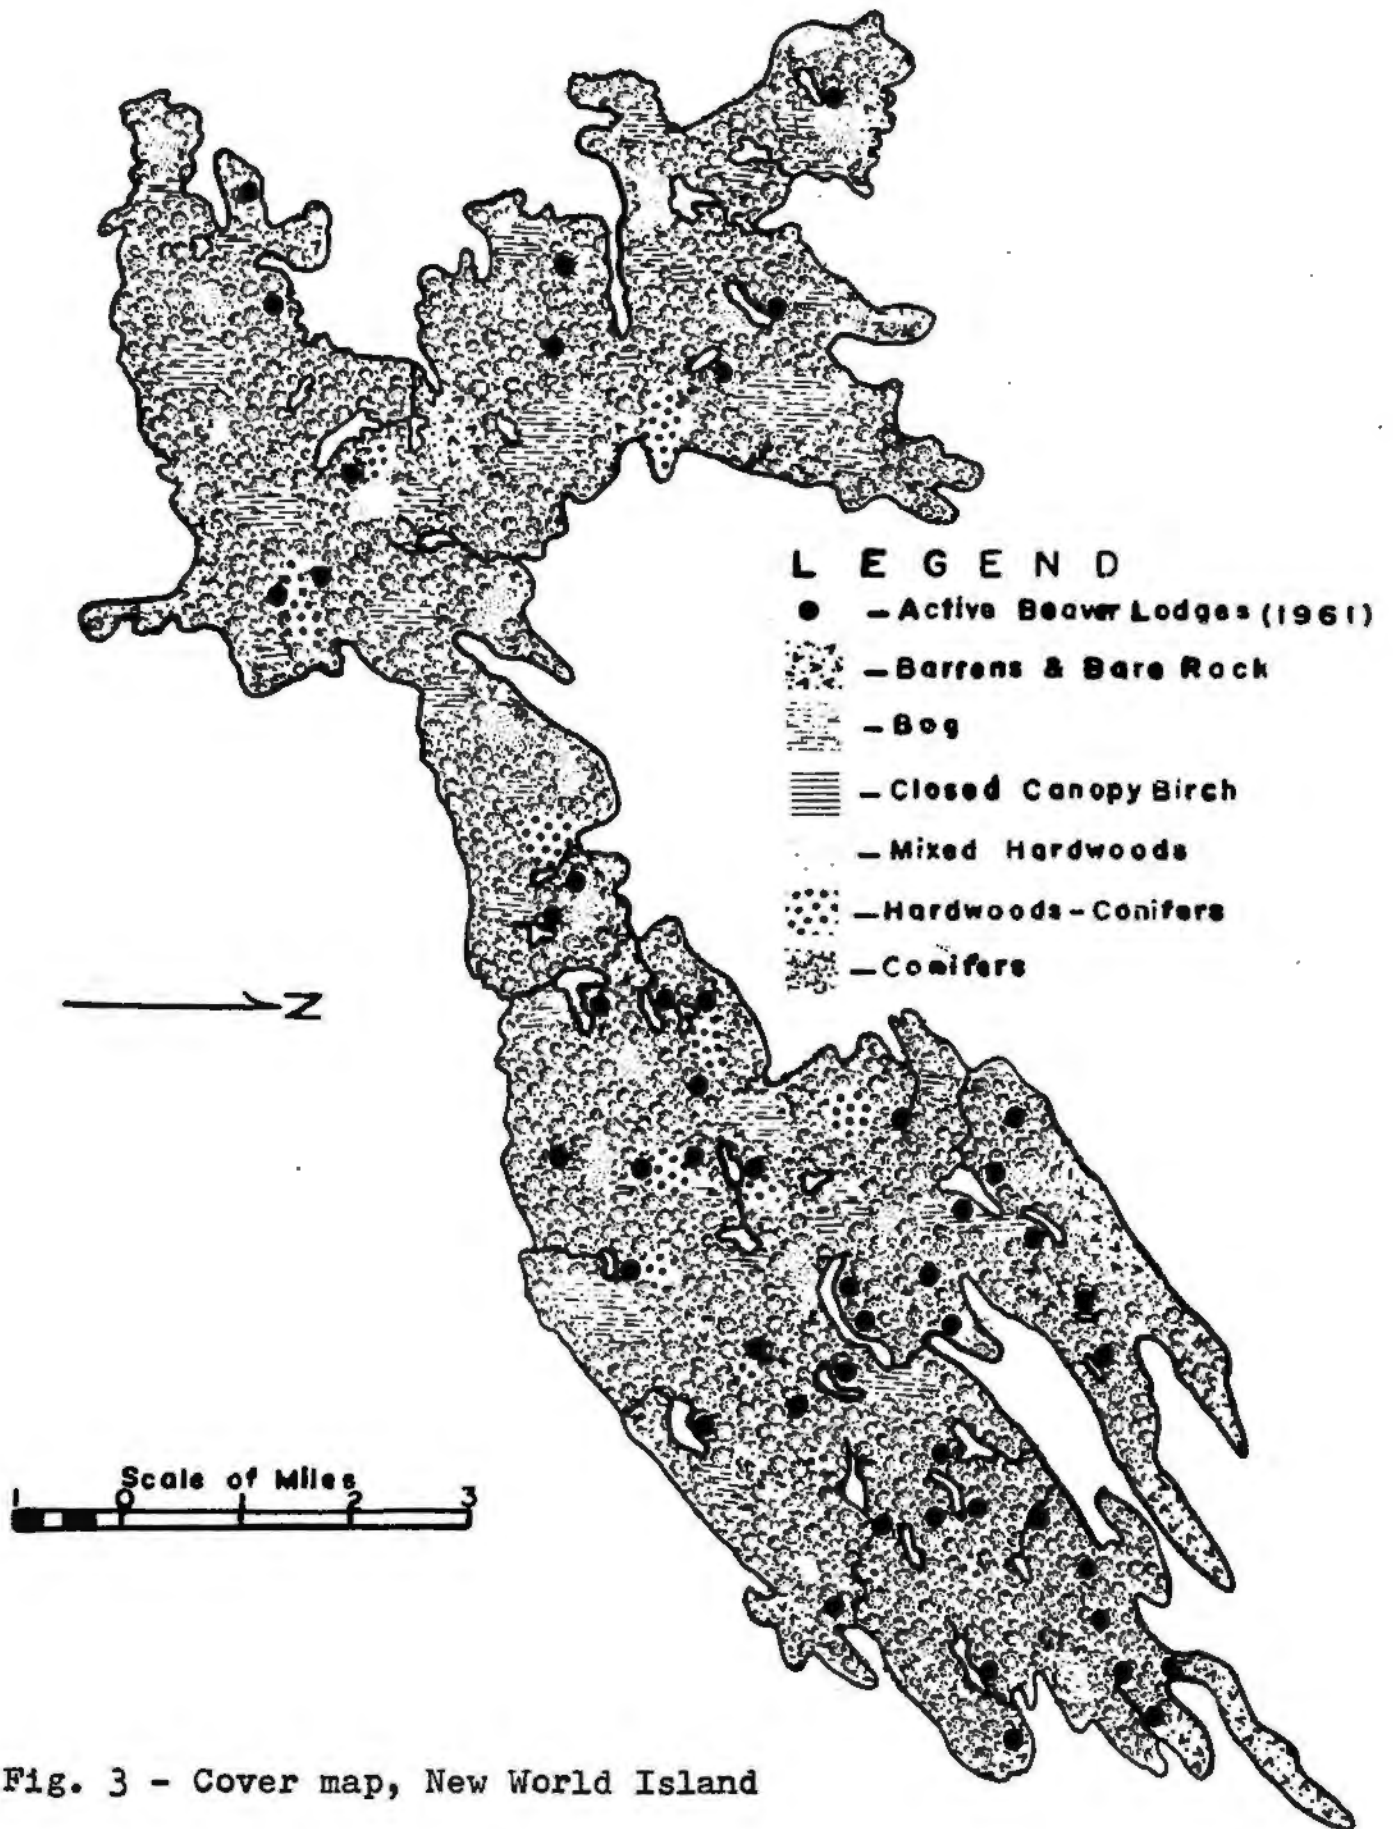 LEGEND
● — Active Beaver Lodges (1961)
— Barrens & Bare Rock
— Bog
— Closed Canopy Birch
— Mixed Hardwoods
— Hardwoods - Conifers
— Conifers
N
Scale of Miles
1 0 1 2 3
Fig. 3 - Cover map, New World Island